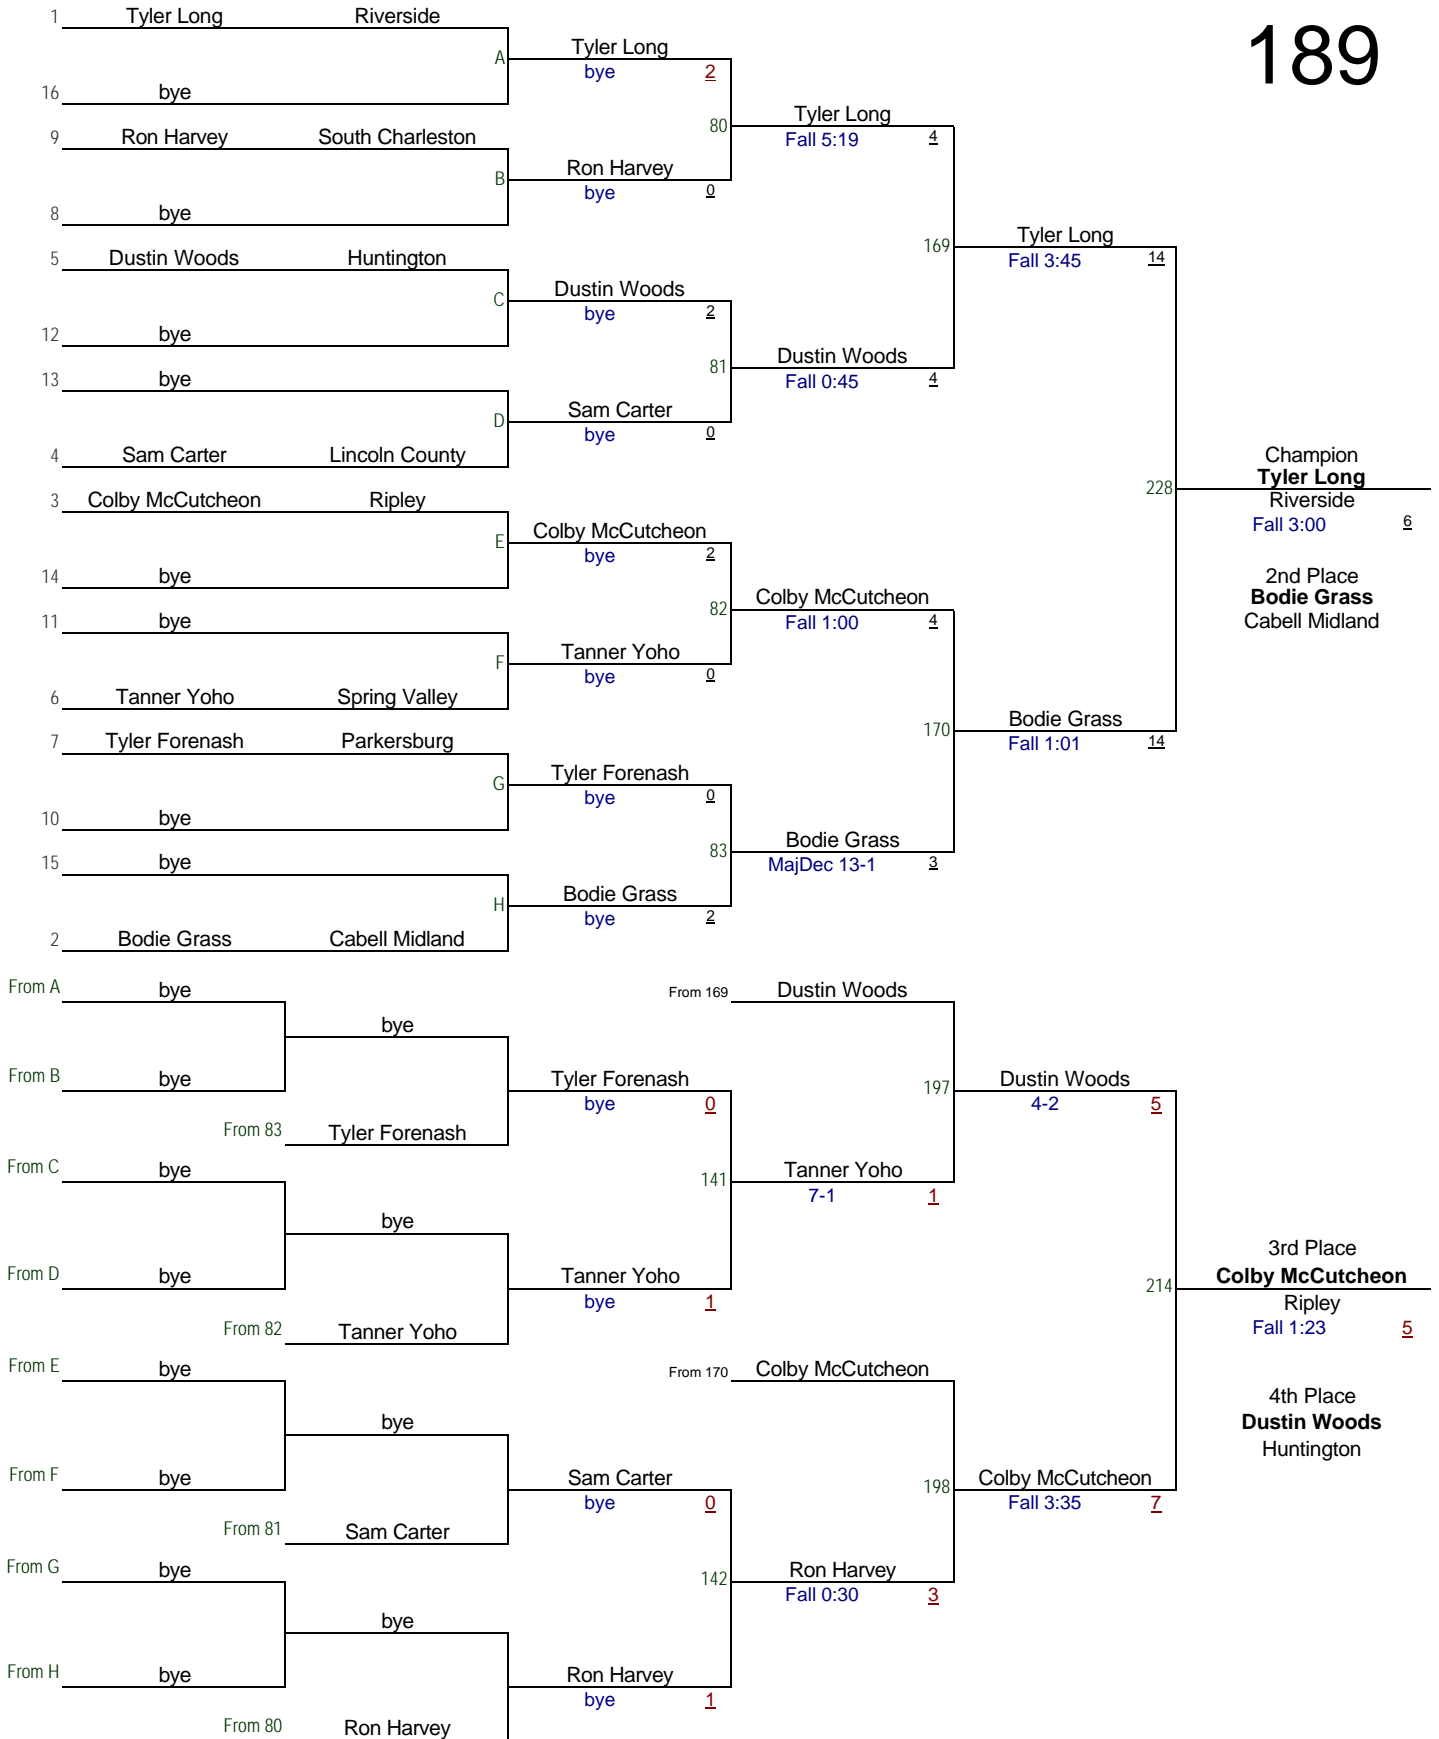 189
1 Tyler Long Riverside
A Tyler Long
bye 2
16 bye
9 Ron Harvey South Charleston
80 Tyler Long
Fall 5:19 4
B Ron Harvey
bye 0
8 bye
5 Dustin Woods Huntington
169 Tyler Long
Fall 3:45 14
C Dustin Woods
bye 2
12 bye
13 bye
81 Dustin Woods
Fall 0:45 4
D Sam Carter
bye 0
4 Sam Carter Lincoln County
3 Colby McCutcheon Ripley
228 Champion
Tyler Long
Riverside
Fall 3:00 6
2nd Place
Bodie Grass
Cabell Midland
E Colby McCutcheon
bye 2
14 bye
11 bye
82 Colby McCutcheon
Fall 1:00 4
F Tanner Yoho
bye 0
6 Tanner Yoho Spring Valley
7 Tyler Forenash Parkersburg
170 Bodie Grass
Fall 1:01 14
G Tyler Forenash
bye 0
10 bye
15 bye
83 Bodie Grass
MajDec 13-1 3
H Bodie Grass
bye 2
2 Bodie Grass Cabell Midland
From A bye
bye
From B bye
From 169 Dustin Woods
Tyler Forenash
bye 0
From 83 Tyler Forenash
197 Dustin Woods
4-2 5
From C bye
141 Tanner Yoho
7-1 1
bye
From D bye
Tanner Yoho
bye 1
From 82 Tanner Yoho
214 3rd Place
Colby McCutcheon
Ripley
Fall 1:23 5
4th Place
Dustin Woods
Huntington
From E bye
From 170 Colby McCutcheon
bye
From F bye
Sam Carter
bye 0
From 81 Sam Carter
198 Colby McCutcheon
Fall 3:35 7
From G bye
142 Ron Harvey
Fall 0:30 3
bye
From H bye
Ron Harvey
bye 1
From 80 Ron Harvey